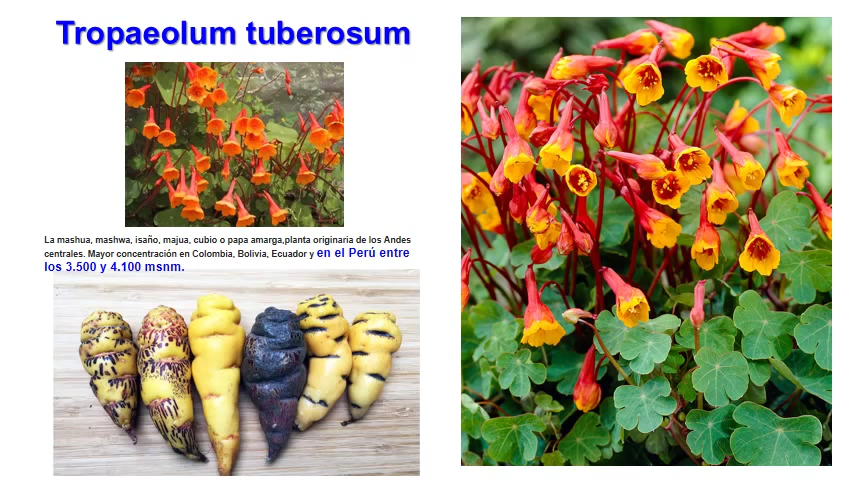 Tropaeolum tuberosum
La mashua, mashwa, isaño, majua, cubio o papa amarga,planta originaria de los Andes
centrales. Mayor concentración en Colombia, Bolivia, Ecuador y en el Perú entre
los 3.500 y 4.100 msnm.